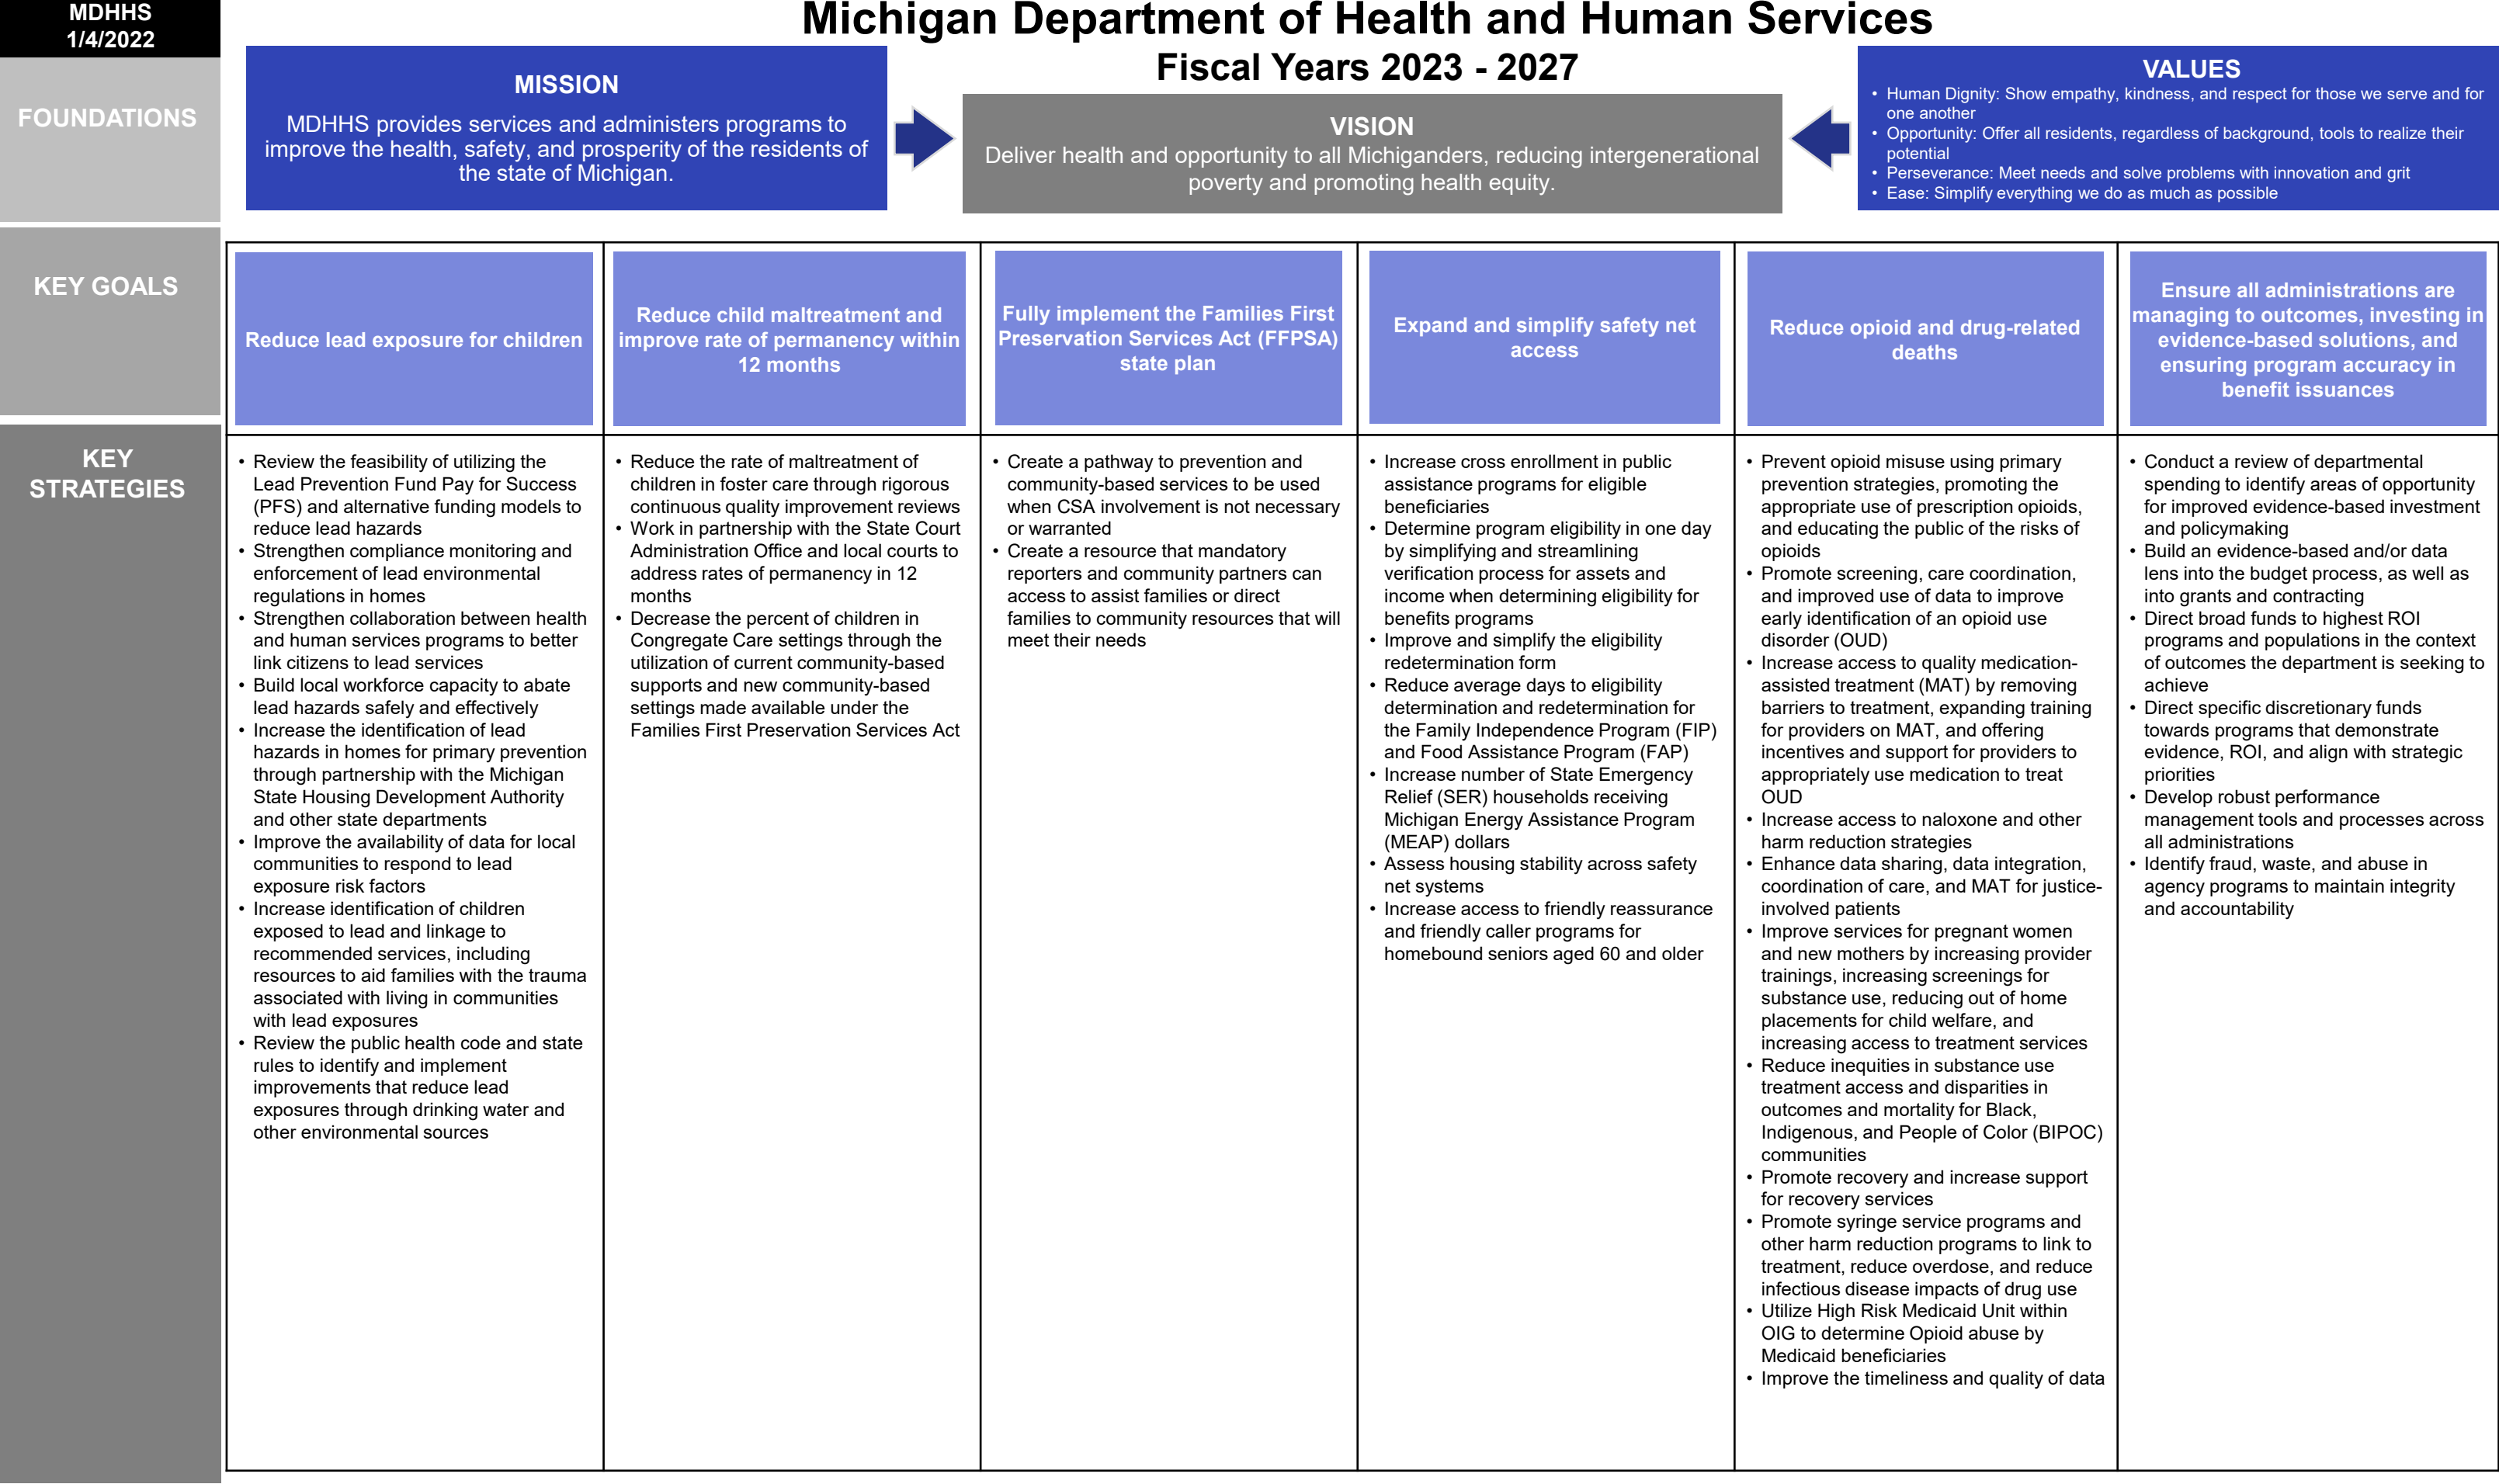 MDHHS
1/4/2022
Michigan Department of Health and Human Services
Fiscal Years 2023 - 2027
FOUNDATIONS
MISSION
MDHHS provides services and administers programs to
improve the health, safety, and prosperity of the residents of
the state of Michigan.
VISION
Deliver health and opportunity to all Michiganders, reducing intergenerational
poverty and promoting health equity.
VALUES
• Human Dignity: Show empathy, kindness, and respect for those we serve and for
one another
• Opportunity: Offer all residents, regardless of background, tools to realize their
potential
• Perseverance: Meet needs and solve problems with innovation and grit
• Ease: Simplify everything we do as much as possible
KEY GOALS
Reduce lead exposure for children
Reduce child maltreatment and
improve rate of permanency within
12 months
Fully implement the Families First
Preservation Services Act (FFPSA)
state plan
Expand and simplify safety net
access
Reduce opioid and drug-related
deaths
Ensure all administrations are
managing to outcomes, investing in
evidence-based solutions, and
ensuring program accuracy in
benefit issuances
KEY
STRATEGIES
• Review the feasibility of utilizing the
Lead Prevention Fund Pay for Success
(PFS) and alternative funding models to
reduce lead hazards
• Strengthen compliance monitoring and
enforcement of lead environmental
regulations in homes
• Strengthen collaboration between health
and human services programs to better
link citizens to lead services
• Build local workforce capacity to abate
lead hazards safely and effectively
• Increase the identification of lead
hazards in homes for primary prevention
through partnership with the Michigan
State Housing Development Authority
and other state departments
• Improve the availability of data for local
communities to respond to lead
exposure risk factors
• Increase identification of children
exposed to lead and linkage to
recommended services, including
resources to aid families with the trauma
associated with living in communities
with lead exposures
• Review the public health code and state
rules to identify and implement
improvements that reduce lead
exposures through drinking water and
other environmental sources
• Reduce the rate of maltreatment of
children in foster care through rigorous
continuous quality improvement reviews
• Work in partnership with the State Court
Administration Office and local courts to
address rates of permanency in 12
months
• Decrease the percent of children in
Congregate Care settings through the
utilization of current community-based
supports and new community-based
settings made available under the
Families First Preservation Services Act
• Create a pathway to prevention and
community-based services to be used
when CSA involvement is not necessary
or warranted
• Create a resource that mandatory
reporters and community partners can
access to assist families or direct
families to community resources that will
meet their needs
• Increase cross enrollment in public
assistance programs for eligible
beneficiaries
• Determine program eligibility in one day
by simplifying and streamlining
verification process for assets and
income when determining eligibility for
benefits programs
• Improve and simplify the eligibility
redetermination form
• Reduce average days to eligibility
determination and redetermination for
the Family Independence Program (FIP)
and Food Assistance Program (FAP)
• Increase number of State Emergency
Relief (SER) households receiving
Michigan Energy Assistance Program
(MEAP) dollars
• Assess housing stability across safety
net systems
• Increase access to friendly reassurance
and friendly caller programs for
homebound seniors aged 60 and older
• Prevent opioid misuse using primary
prevention strategies, promoting the
appropriate use of prescription opioids,
and educating the public of the risks of
opioids
• Promote screening, care coordination,
and improved use of data to improve
early identification of an opioid use
disorder (OUD)
• Increase access to quality medication-
assisted treatment (MAT) by removing
barriers to treatment, expanding training
for providers on MAT, and offering
incentives and support for providers to
appropriately use medication to treat
OUD
• Increase access to naloxone and other
harm reduction strategies
• Enhance data sharing, data integration,
coordination of care, and MAT for justice-
involved patients
• Improve services for pregnant women
and new mothers by increasing provider
trainings, increasing screenings for
substance use, reducing out of home
placements for child welfare, and
increasing access to treatment services
• Reduce inequities in substance use
treatment access and disparities in
outcomes and mortality for Black,
Indigenous, and People of Color (BIPOC)
communities
• Promote recovery and increase support
for recovery services
• Promote syringe service programs and
other harm reduction programs to link to
treatment, reduce overdose, and reduce
infectious disease impacts of drug use
• Utilize High Risk Medicaid Unit within
OIG to determine Opioid abuse by
Medicaid beneficiaries
• Improve the timeliness and quality of data
• Conduct a review of departmental
spending to identify areas of opportunity
for improved evidence-based investment
and policymaking
• Build an evidence-based and/or data
lens into the budget process, as well as
into grants and contracting
• Direct broad funds to highest ROI
programs and populations in the context
of outcomes the department is seeking to
achieve
• Direct specific discretionary funds
towards programs that demonstrate
evidence, ROI, and align with strategic
priorities
• Develop robust performance
management tools and processes across
all administrations
• Identify fraud, waste, and abuse in
agency programs to maintain integrity
and accountability